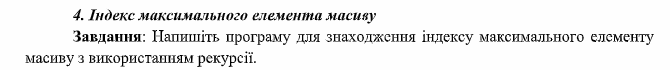 4. Індекс максимального елемента масиву
Завдання: Напишіть програму для знаходження індексу максимального елементу
масиву з використанням рекурсії.